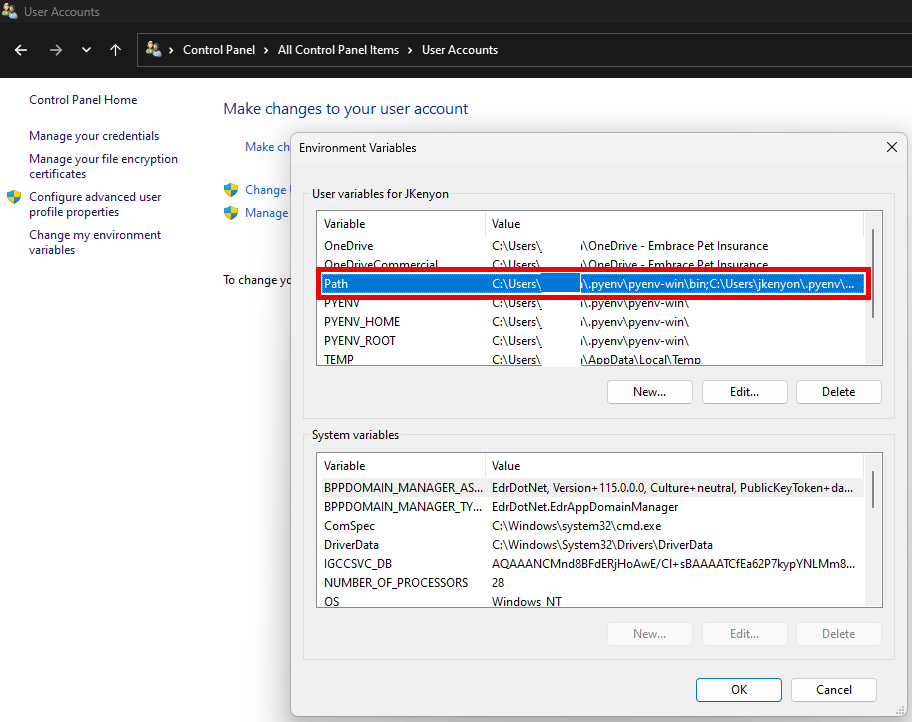 User Accounts
Control Panel > All Control Panel Items > User Accounts
Control Panel Home
Manage your credentials
Manage your file encryption
certificates
Configure advanced user
profile properties
Change my environment
variables
Make changes to your user account
Make ch
Change
Manage
To change yo
Environment Variables
User variables for JKenyon
Variable Value
OneDrive C:\Users\ \OneDrive - Embrace Pet Insurance
OneDriveCommercial C:\Users\ \OneDrive - Embrace Pet Insurance
Path C:\Users\ \.pyenv\pyenv-win\bin;C:\Users\jkenyon\.pyenv\...
PYENV C:\Users\ \.pyenv\pyenv-win\
PYENV_HOME C:\Users\ \.pyenv\pyenv-win\
PYENV_ROOT C:\Users\ \.pyenv\pyenv-win\
TEMP C:\Users\ \AppData\Local\Temp
New... Edit... Delete
System variables
Variable Value
BPPDOMAIN_MANAGER_AS... EdrDotNet, Version+115.0.0.0, Culture+neutral, PublicKeyToken+da...
BPPDOMAIN_MANAGER_TY... EdrDotNet.EdrAppDomainManager
ComSpec C:\Windows\system32\cmd.exe
DriverData C:\Windows\System32\Drivers\DriverData
IGCCSVC_DB AQAAANCMnd8BFdERjHoAwE/Cl+sBAAAATCfEa62P7kypYNLMm8...
NUMBER_OF_PROCESSORS 28
OS Windows_NT
New... Edit... Delete
OK Cancel